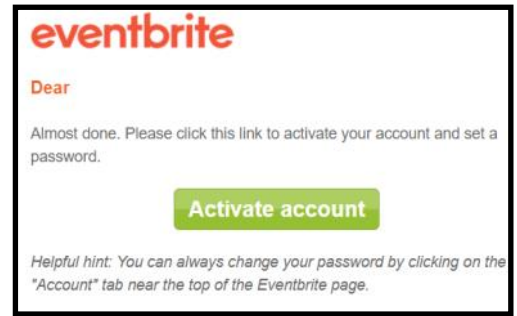 eventbrite
Dear
Almost done. Please click this link to activate your account and set a
password.
Activate account
Helpful hint: You can always change your password by clicking on the
"Account" tab near the top of the Eventbrite page.